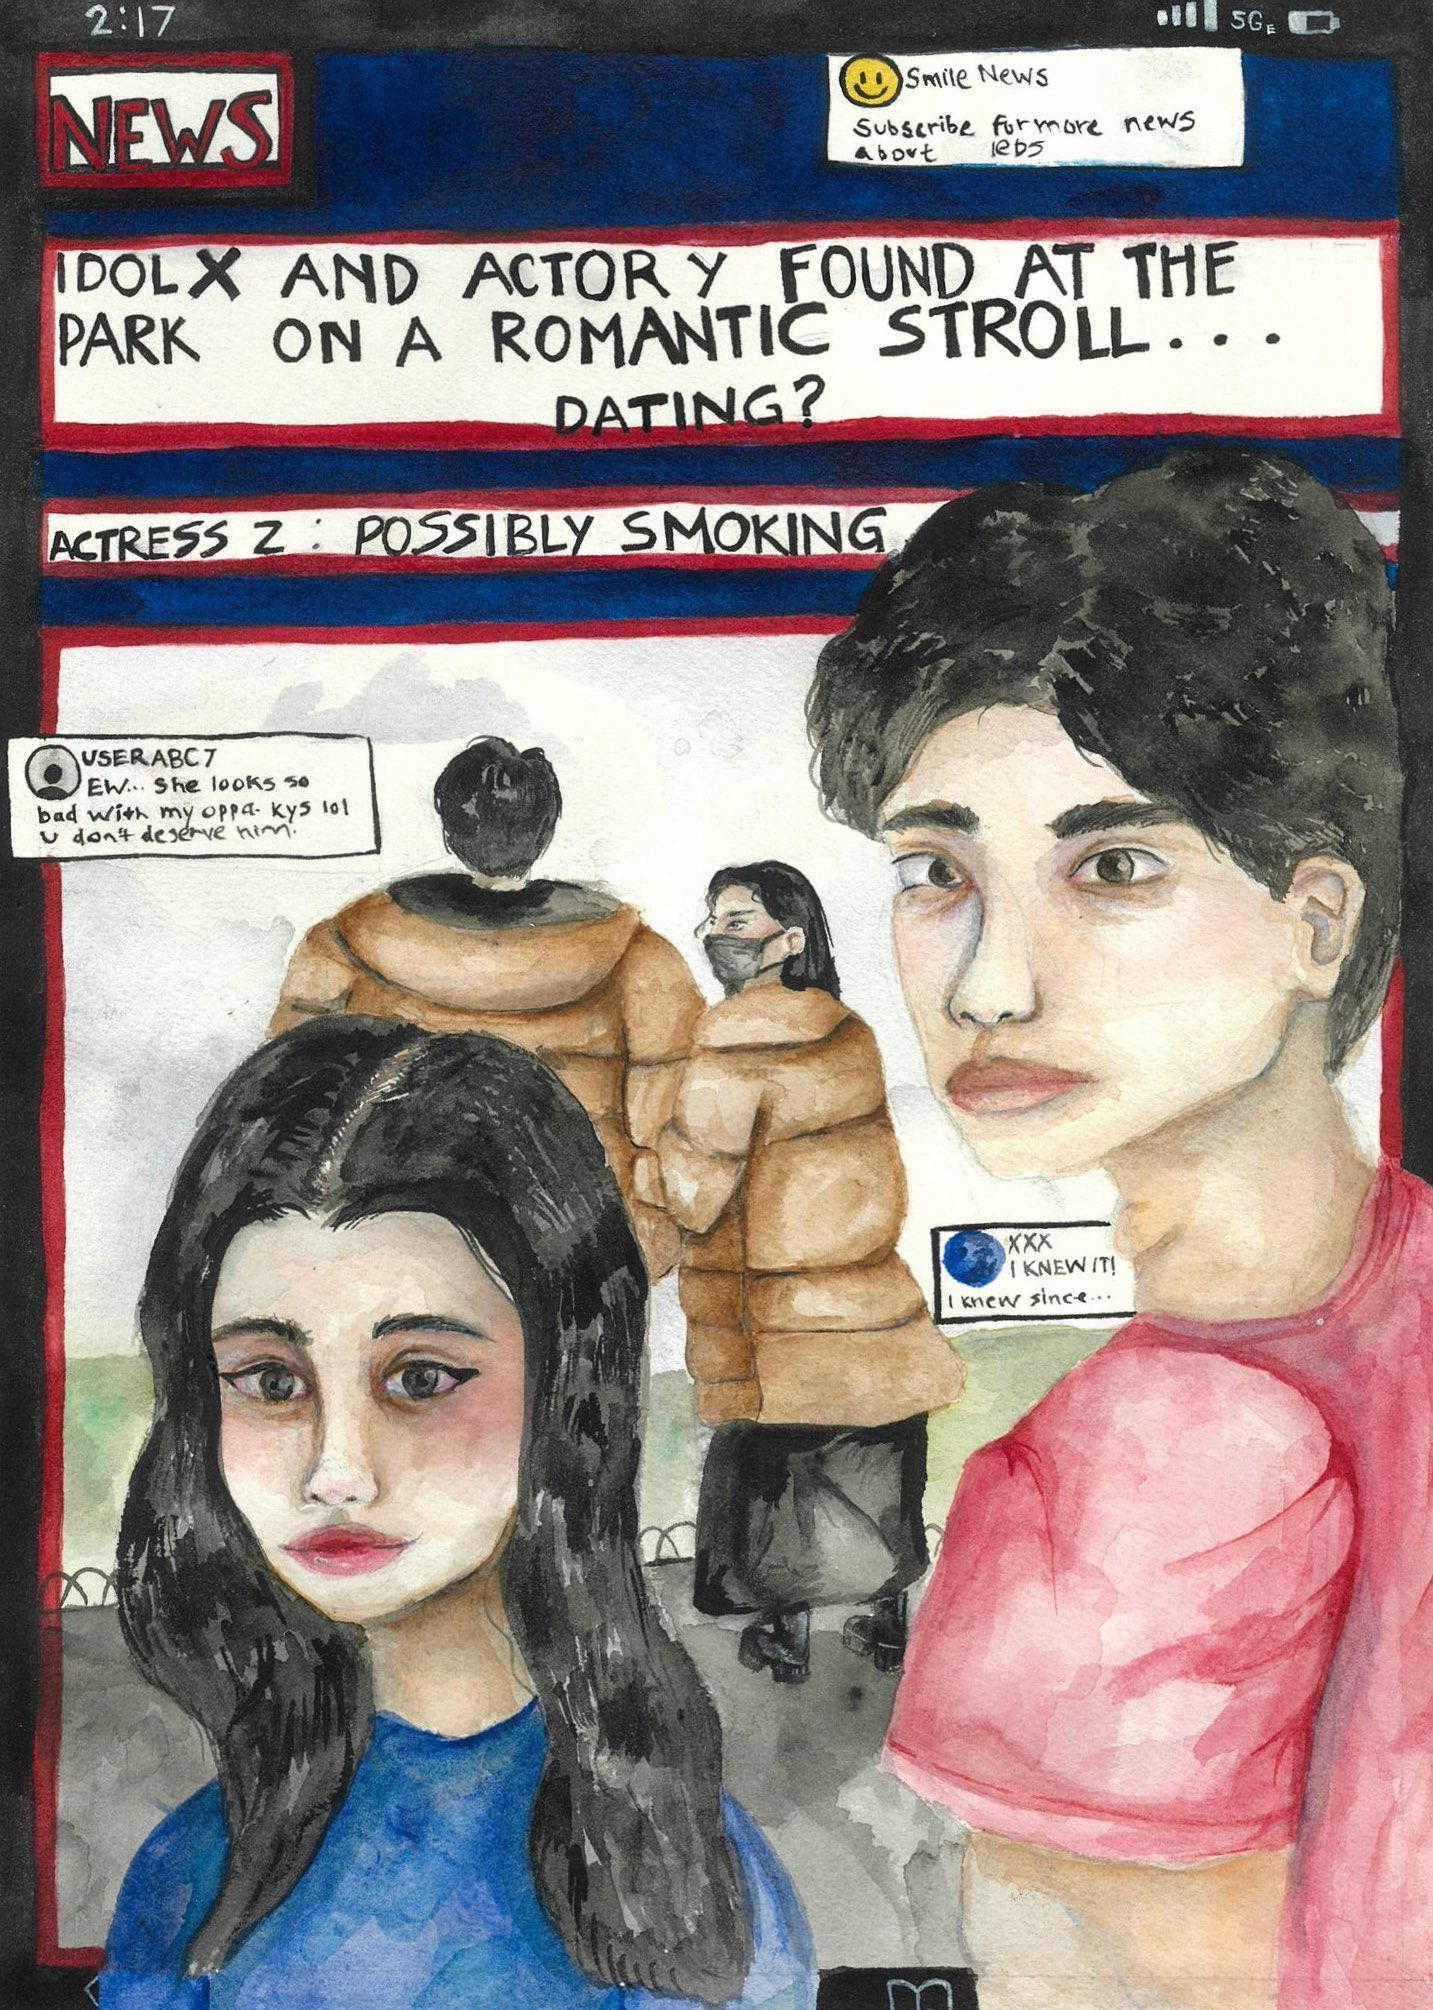 2:17
5GE
NEWS
Smile News
Subscribe for more news
about lebs
IDOL X AND ACTOR Y FOUND AT THE
PARK ON A ROMANTIC STROLL...
DATING?
ACTRESS Z : POSSIBLY SMOKING
USERABC7
EW... She looks so
bad with my oppa. kys lol
u don't deserve him.
XXX
I KNEW IT!
I knew since...